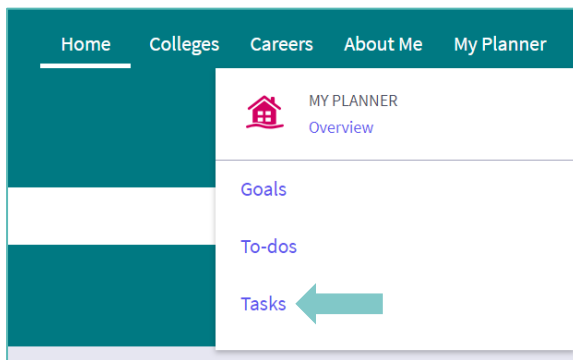 Home Colleges Careers About Me My Planner
MY PLANNER
Overview
Goals
To-dos
Tasks